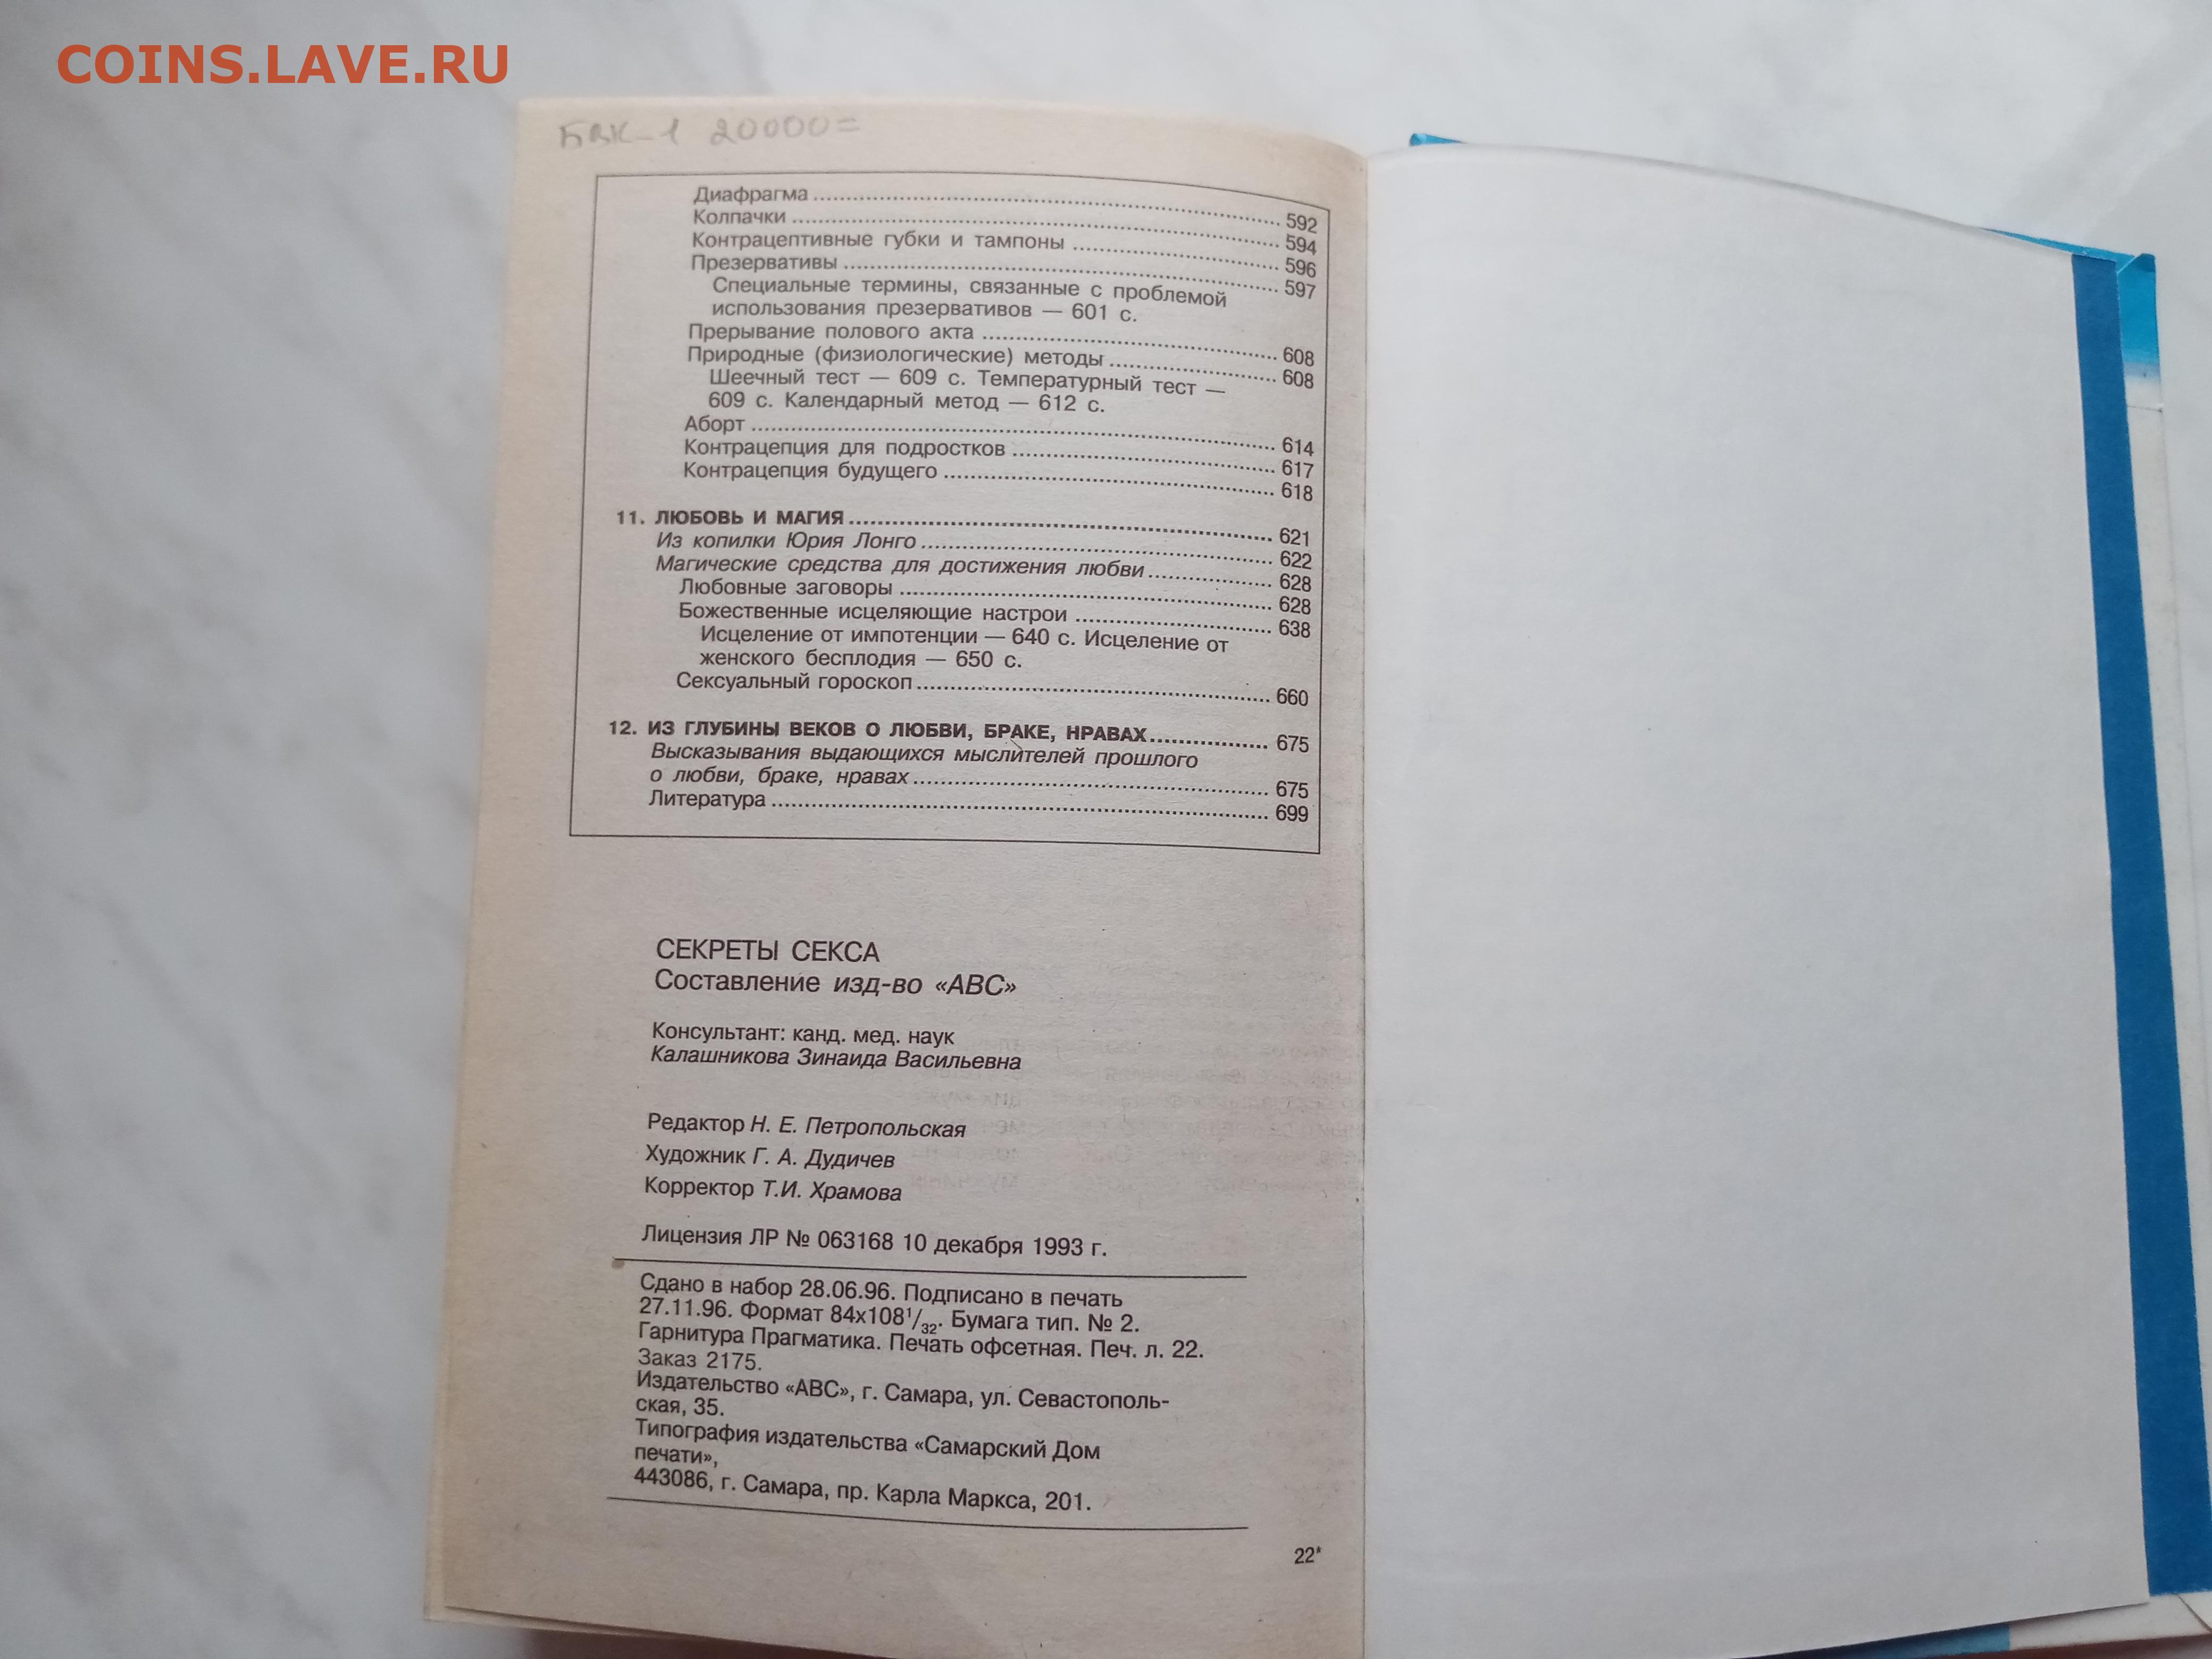 COINS.LAVE.RU
БВК-1 20000=
Диафрагма 592
Колпачки 594
Контрацептивные губки и тампоны 596
Презервативы 597
Специальные термины, связанные с проблемой
использования презервативов — 601 с.
Прерывание полового акта 608
Природные (физиологические) методы 608
Шеечный тест — 609 с. Температурный тест —
609 с. Календарный метод — 612 с.
Аборт 614
Контрацепция для подростков 617
Контрацепция будущего 618
11. ЛЮБОВЬ И МАГИЯ 621
Из копилки Юрия Лонго 622
Магические средства для достижения любви 628
Любовные заговоры 628
Божественные исцеляющие настрои 638
Исцеление от импотенции — 640 с. Исцеление от
женского бесплодия — 650 с.
Сексуальный гороскоп 660
12. ИЗ ГЛУБИНЫ ВЕКОВ О ЛЮБВИ, БРАКЕ, НРАВАХ 675
Высказывания выдающихся мыслителей прошлого
о любви, браке, нравах 675
Литература 699
СЕКРЕТЫ СЕКСА
Составление изд-во «АВС»
Консультант: канд. мед. наук
Калашникова Зинаида Васильевна
Редактор Н. Е. Петропольская
Художник Г. А. Дудичев
Корректор Т.И. Храмова
Лицензия ЛР № 063168 10 декабря 1993 г.
Сдано в набор 28.06.96. Подписано в печать
27.11.96. Формат 84х108¹/₃₂. Бумага тип. № 2.
Гарнитура Прагматика. Печать офсетная. Печ. л. 22.
Заказ 2175.
Издательство «АВС», г. Самара, ул. Севастополь-
ская, 35.
Типография издательства «Самарский Дом
печати»,
443086, г. Самара, пр. Карла Маркса, 201.
22*